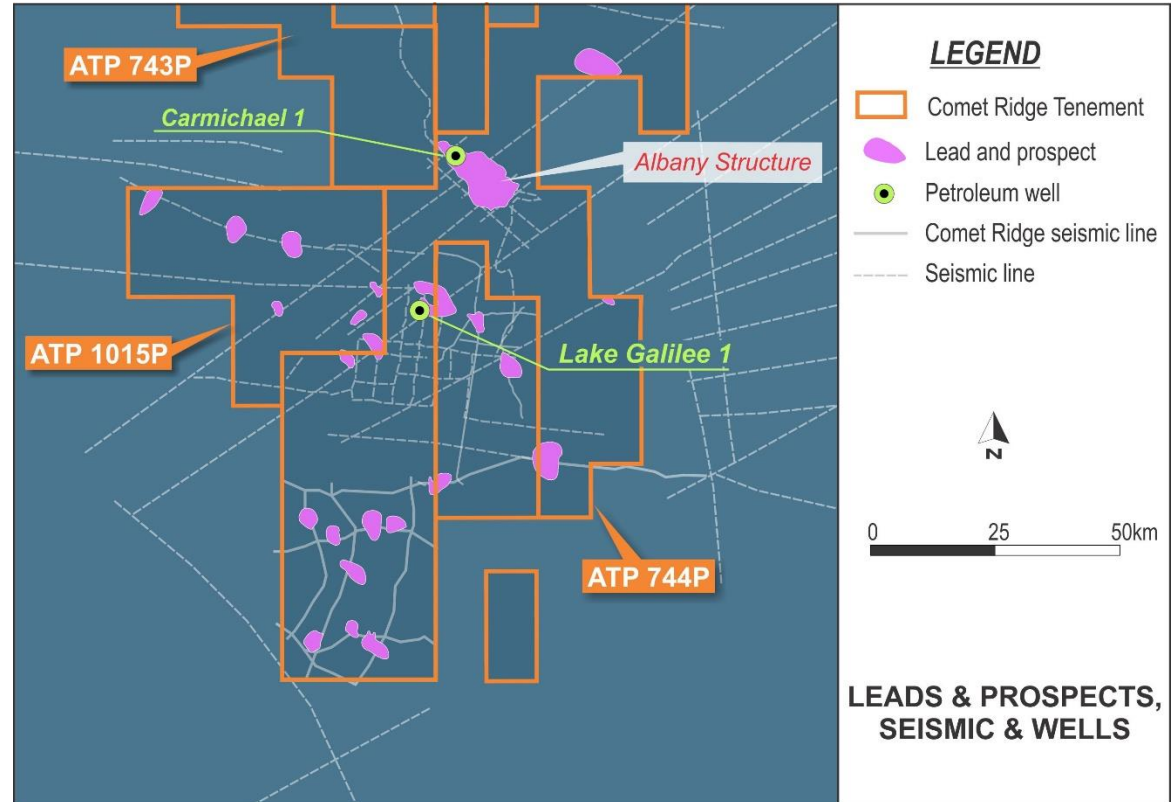 ATP 743P
Carmichael 1
Albany Structure
ATP 1015P
Lake Galilee 1
ATP 744P
LEGEND
Comet Ridge Tenement
Lead and prospect
Petroleum well
Comet Ridge seismic line
Seismic line
N
0 25 50km
LEADS & PROSPECTS,
SEISMIC & WELLS